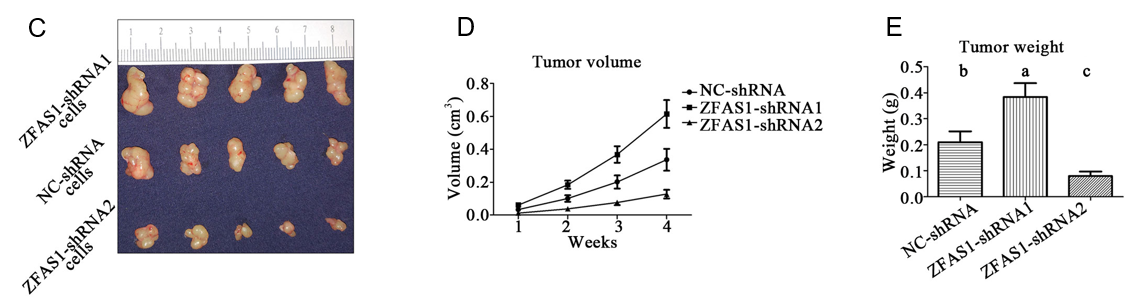 C
1 2 3 4 5 6 7 8
ZFAS1-shRNA1
cells
NC-shRNA
cells
ZFAS1-shRNA2
cells
D
Tumor volume
Volume (cm³)
0.8
0.6
0.4
0.2
0.0
1 2 3 4
Weeks
NC-shRNA
ZFAS1-shRNA1
ZFAS1-shRNA2
E
Tumor weight
Weight (g)
0.5
0.4
0.3
0.2
0.1
0.0
b a c
NC-shRNA
ZFAS1-shRNA1
ZFAS1-shRNA2